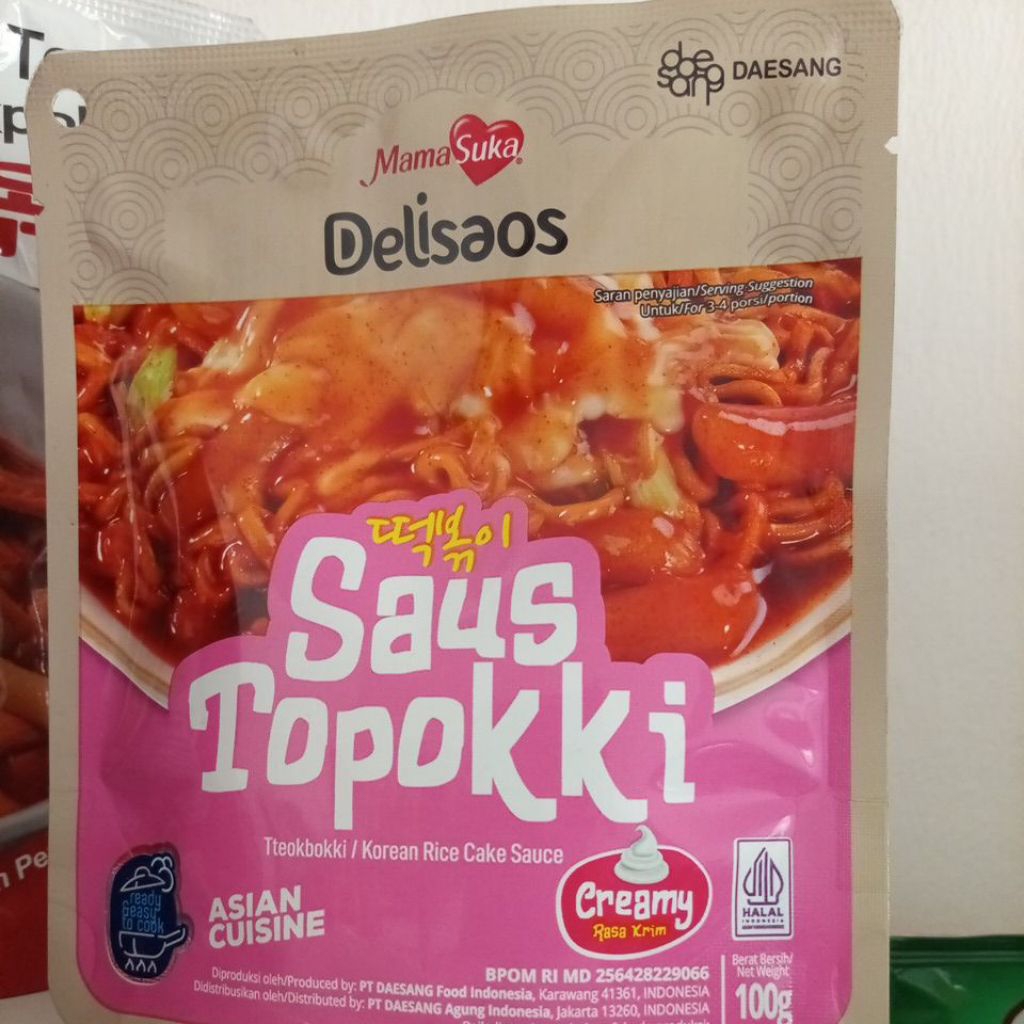 DAESANG
Mama Suka
Delisaos
Saran penyajian/Serving Suggestion
Untuk/For 3-4 porsi/portion
떡볶이
Saus
Topokki
Tteokbokki / Korean Rice Cake Sauce
ready
&easy
to cook
ASIAN
CUISINE
Creamy
Rasa Krim
HALAL
INDONESIA
BPOM RI MD 256428229066
Diproduksi oleh/Produced by: PT DAESANG Food Indonesia, Karawang 41361, INDONESIA
Didistribusikan oleh/Distributed by: PT DAESANG Agung Indonesia, Jakarta 13260, INDONESIA
Berat Bersih/
Net Weight
100g